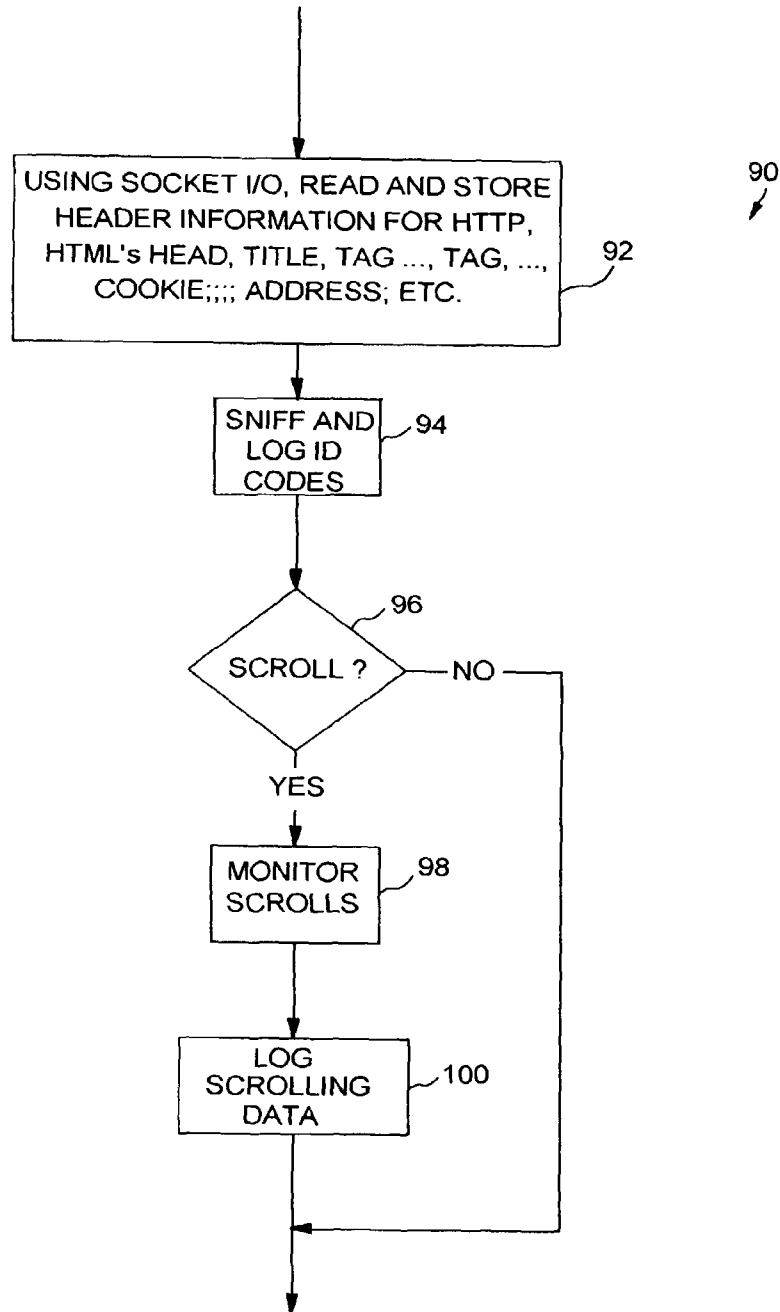 USING SOCKET I/O, READ AND STORE
HEADER INFORMATION FOR HTTP,
HTML's HEAD, TITLE, TAG ..., TAG, ...,
COOKIE;;;; ADDRESS; ETC.
90
92
SNIFF AND
LOG ID
CODES
94
96
SCROLL ?
NO
YES
MONITOR
SCROLLS
98
LOG
SCROLLING
DATA
100